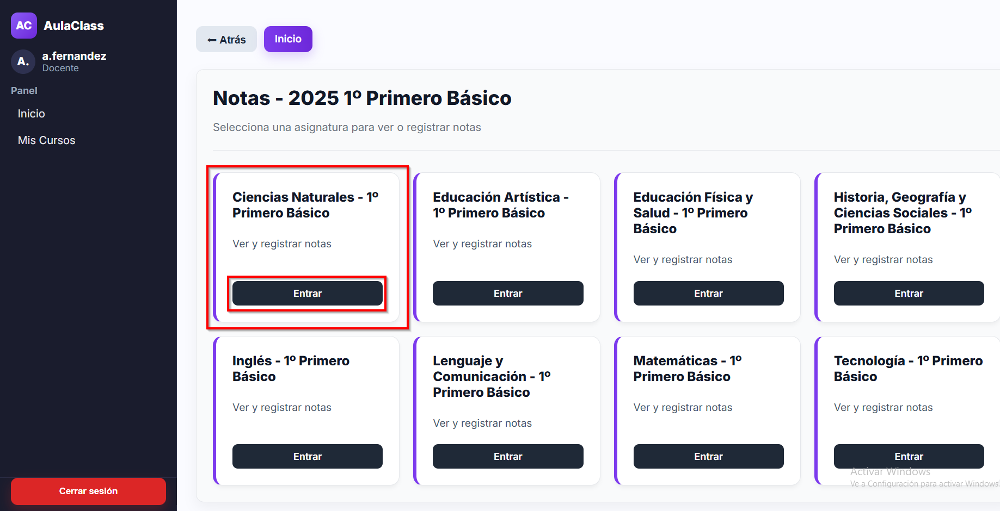 AC AulaClass
A. a.fernandez
Docente
Panel
Inicio
Mis Cursos
Cerrar sesión
← Atrás
Inicio
Notas - 2025 1º Primero Básico
Selecciona una asignatura para ver o registrar notas
Ciencias Naturales - 1º
Primero Básico
Ver y registrar notas
Entrar
Educación Artística -
1º Primero Básico
Ver y registrar notas
Entrar
Educación Física y
Salud - 1º Primero
Básico
Ver y registrar notas
Entrar
Historia, Geografía y
Ciencias Sociales - 1º
Primero Básico
Ver y registrar notas
Entrar
Inglés - 1º Primero
Básico
Ver y registrar notas
Entrar
Lenguaje y
Comunicación - 1º
Primero Básico
Ver y registrar notas
Entrar
Matemáticas - 1º
Primero Básico
Ver y registrar notas
Entrar
Tecnología - 1º Primero
Básico
Ver y registrar notas
Entrar
Activar Windows
Ve a Configuración para activar Windows.